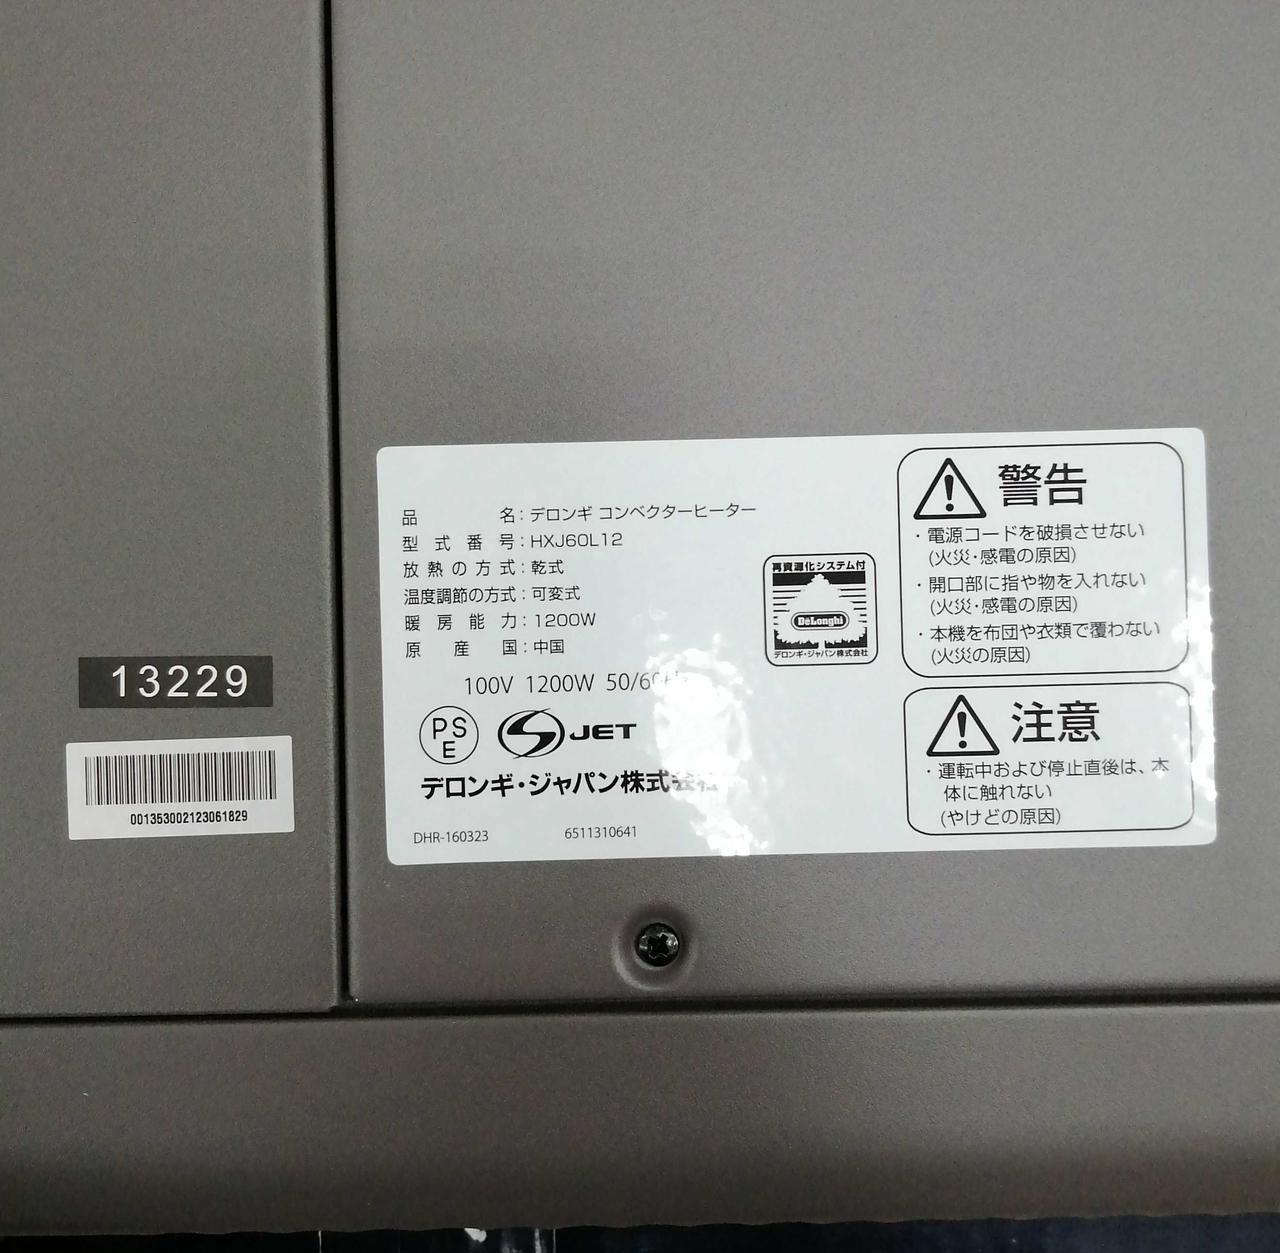 品名:デロンギ コンベクターヒーター
型式番号:HXJ60L12
放熱の方式:乾式
温度調節の方式:可変式
暖房能力:1200W
原産国:中国
100V 1200W 50/60Hz
PS
E
JET
デロンギ・ジャパン株式会社
DHR-160323 6511310641
再資源化システム付
DeLonghi
デロンギ・ジャパン株式会社
警告
・電源コードを破損させない
(火災・感電の原因)
・開口部に指や物を入れない
(火災・感電の原因)
・本機を布団や衣類で覆わない
(火災の原因)
注意
・運転中および停止直後は、本
体に触れない
(やけどの原因)
13229
001353002123061829